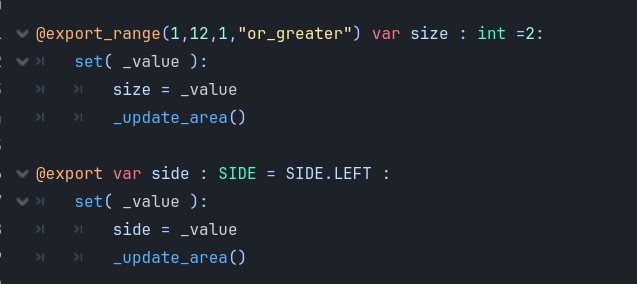 @export_range(1,12,1,"or_greater") var size : int =2:
set( _value ):
size = _value
_update_area()
@export var side : SIDE = SIDE.LEFT :
set( _value ):
side = _value
_update_area()